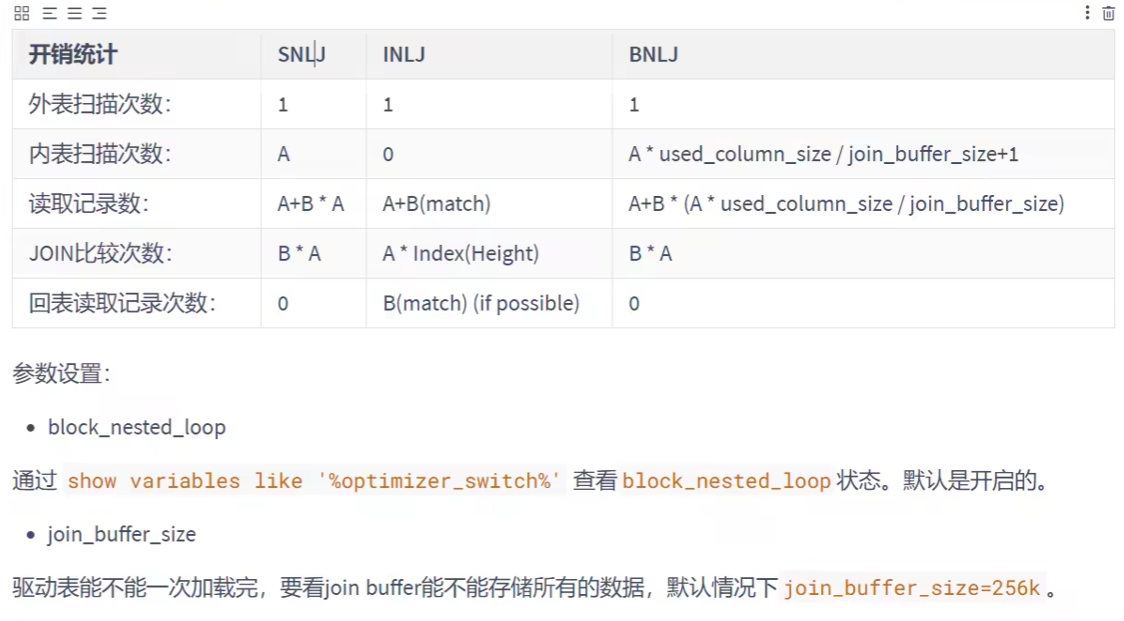 开销统计 SNLJ INLJ BNLJ
外表扫描次数： 1 1 1
内表扫描次数： A 0 A * used_column_size / join_buffer_size+1
读取记录数： A+B * A A+B(match) A+B * (A * used_column_size / join_buffer_size)
JOIN比较次数： B * A A * Index(Height) B * A
回表读取记录次数： 0 B(match) (if possible) 0
参数设置：
• block_nested_loop
通过 show variables like '%optimizer_switch%' 查看 block_nested_loop 状态。默认是开启的。
• join_buffer_size
驱动表能不能一次加载完，要看join buffer能不能存储所有的数据，默认情况下 join_buffer_size=256k 。